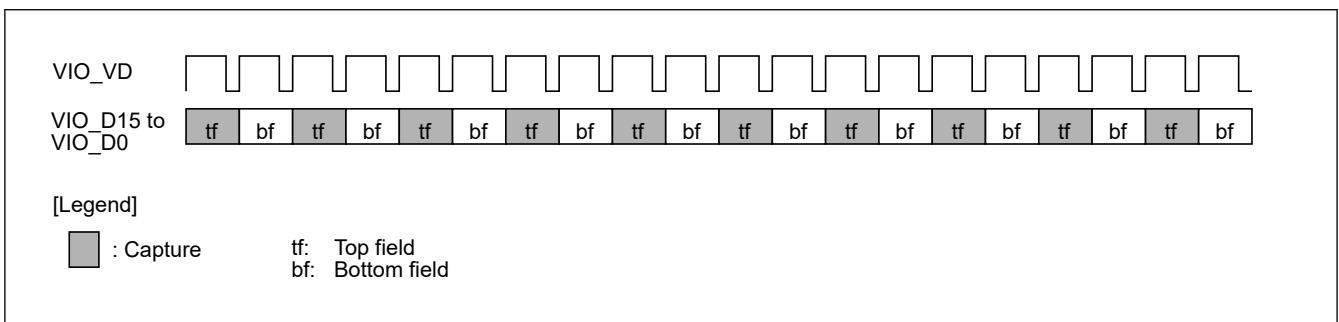 VIO_VD
VIO_D15 to
VIO_D0
tf bf tf bf tf bf tf bf tf bf tf bf tf bf tf bf tf bf tf bf
[Legend]
: Capture
tf: Top field
bf: Bottom field